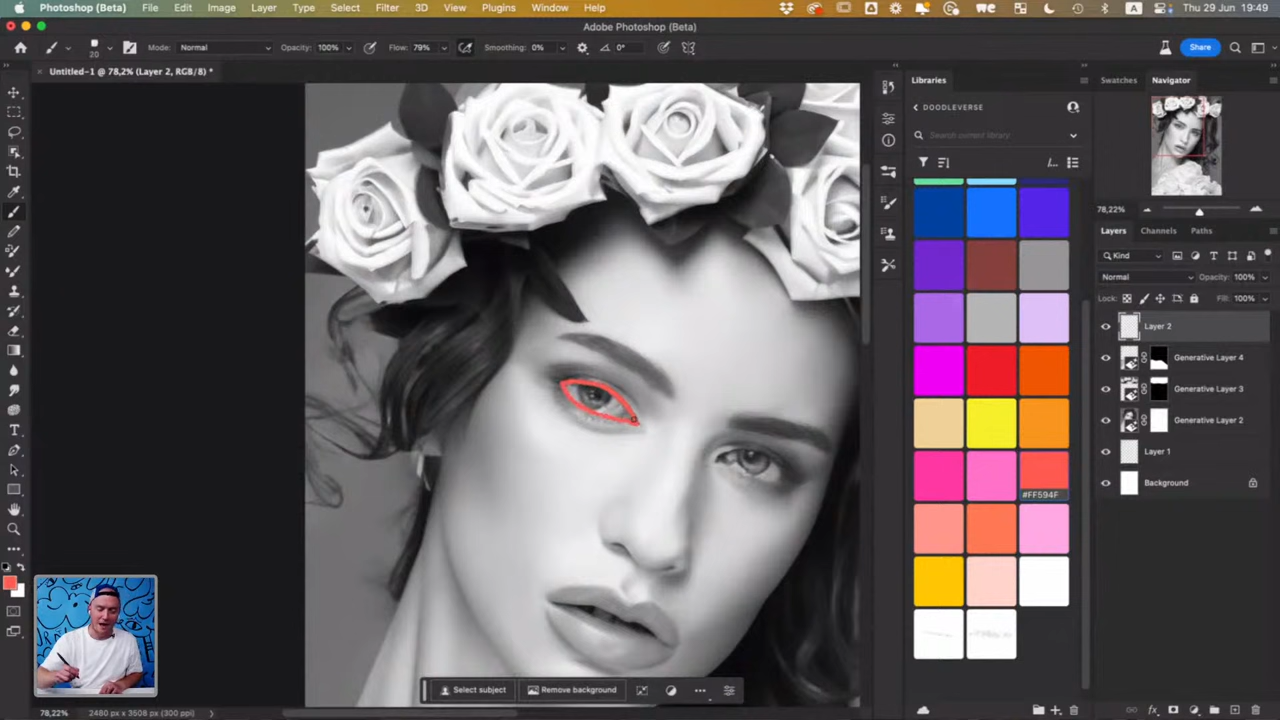 Photoshop (Beta) File Edit Image Layer Type Select Filter 3D View Plugins Window Help Thu 29 Jun 19:49
Adobe Photoshop (Beta)
20 Mode: Normal Opacity: 100% Flow: 79% Smoothing: 0% 0° Share
Untitled-1 @ 78,2% (Layer 2, RGB/8) *
Libraries
DOODLEVERSE
Search current library
#FF594F
Swatches Navigator
78,22%
Layers Channels Paths
Kind
Normal Opacity: 100%
Lock: Fill: 100%
Layer 2
Generative Layer 4
Generative Layer 3
Generative Layer 2
Layer 1
Background
Select subject Remove background
78,22% 2480 px x 3508 px (300 ppi)